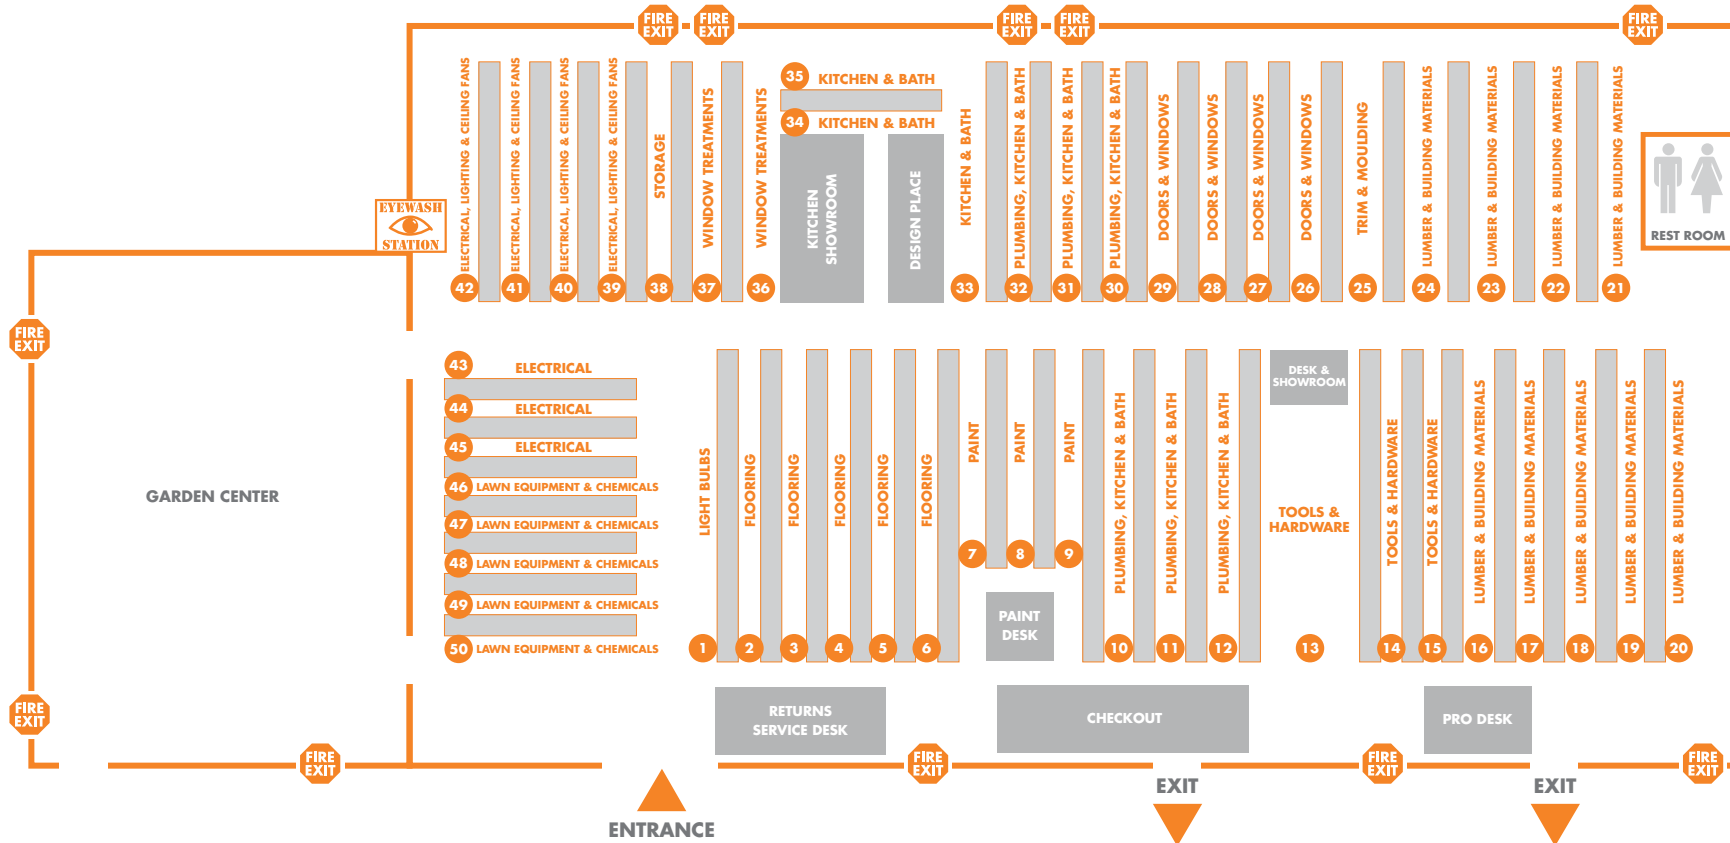 FIRE
EXIT
FIRE
EXIT
FIRE
EXIT
FIRE
EXIT
FIRE
EXIT
42 ELECTRICAL, LIGHTING & CEILING FANS
41 ELECTRICAL, LIGHTING & CEILING FANS
40 ELECTRICAL, LIGHTING & CEILING FANS
39 ELECTRICAL, LIGHTING & CEILING FANS
38 STORAGE
37 WINDOW TREATMENTS
36 WINDOW TREATMENTS
35 KITCHEN & BATH
34 KITCHEN & BATH
KITCHEN
SHOWROOM
DESIGN PLACE
33 KITCHEN & BATH
32 PLUMBING, KITCHEN & BATH
31 PLUMBING, KITCHEN & BATH
30 PLUMBING, KITCHEN & BATH
29 DOORS & WINDOWS
28 DOORS & WINDOWS
27 DOORS & WINDOWS
26 DOORS & WINDOWS
25 TRIM & MOULDING
24 LUMBER & BUILDING MATERIALS
23 LUMBER & BUILDING MATERIALS
22 LUMBER & BUILDING MATERIALS
21 LUMBER & BUILDING MATERIALS
REST ROOM
EYEWASH
STATION
FIRE
EXIT
GARDEN CENTER
43 ELECTRICAL
44 ELECTRICAL
45 ELECTRICAL
46 LAWN EQUIPMENT & CHEMICALS
47 LAWN EQUIPMENT & CHEMICALS
48 LAWN EQUIPMENT & CHEMICALS
49 LAWN EQUIPMENT & CHEMICALS
50 LAWN EQUIPMENT & CHEMICALS
1 LIGHT BULBS
2 FLOORING
3 FLOORING
4 FLOORING
5 FLOORING
6 FLOORING
7 PAINT
8 PAINT
9 PAINT
PAINT
DESK
10 PLUMBING, KITCHEN & BATH
11 PLUMBING, KITCHEN & BATH
12 PLUMBING, KITCHEN & BATH
DESK &
SHOWROOM
TOOLS &
HARDWARE
13
14 TOOLS & HARDWARE
15 TOOLS & HARDWARE
16 LUMBER & BUILDING MATERIALS
17 LUMBER & BUILDING MATERIALS
18 LUMBER & BUILDING MATERIALS
19 LUMBER & BUILDING MATERIALS
20 LUMBER & BUILDING MATERIALS
RETURNS
SERVICE DESK
CHECKOUT
PRO DESK
FIRE
EXIT
FIRE
EXIT
FIRE
EXIT
FIRE
EXIT
FIRE
EXIT
ENTRANCE
EXIT
EXIT